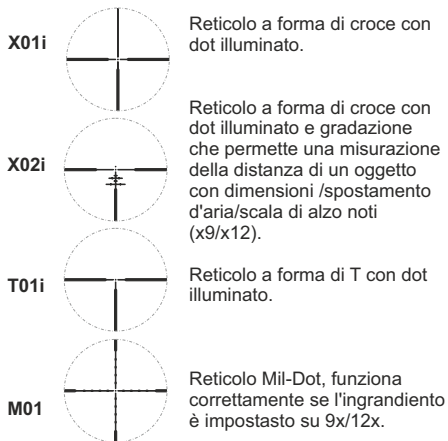 X01i
Reticolo a forma di croce con
dot illuminato.
X02i
Reticolo a forma di croce con
dot illuminato e gradazione
che permette una misurazione
della distanza di un oggetto
con dimensioni /spostamento
d'aria/scala di alzo noti
(x9/x12).
T01i
Reticolo a forma di T con dot
illuminato.
M01
Reticolo Mil-Dot, funziona
correttamente se l'ingrandiento
è impostasto su 9x/12x.